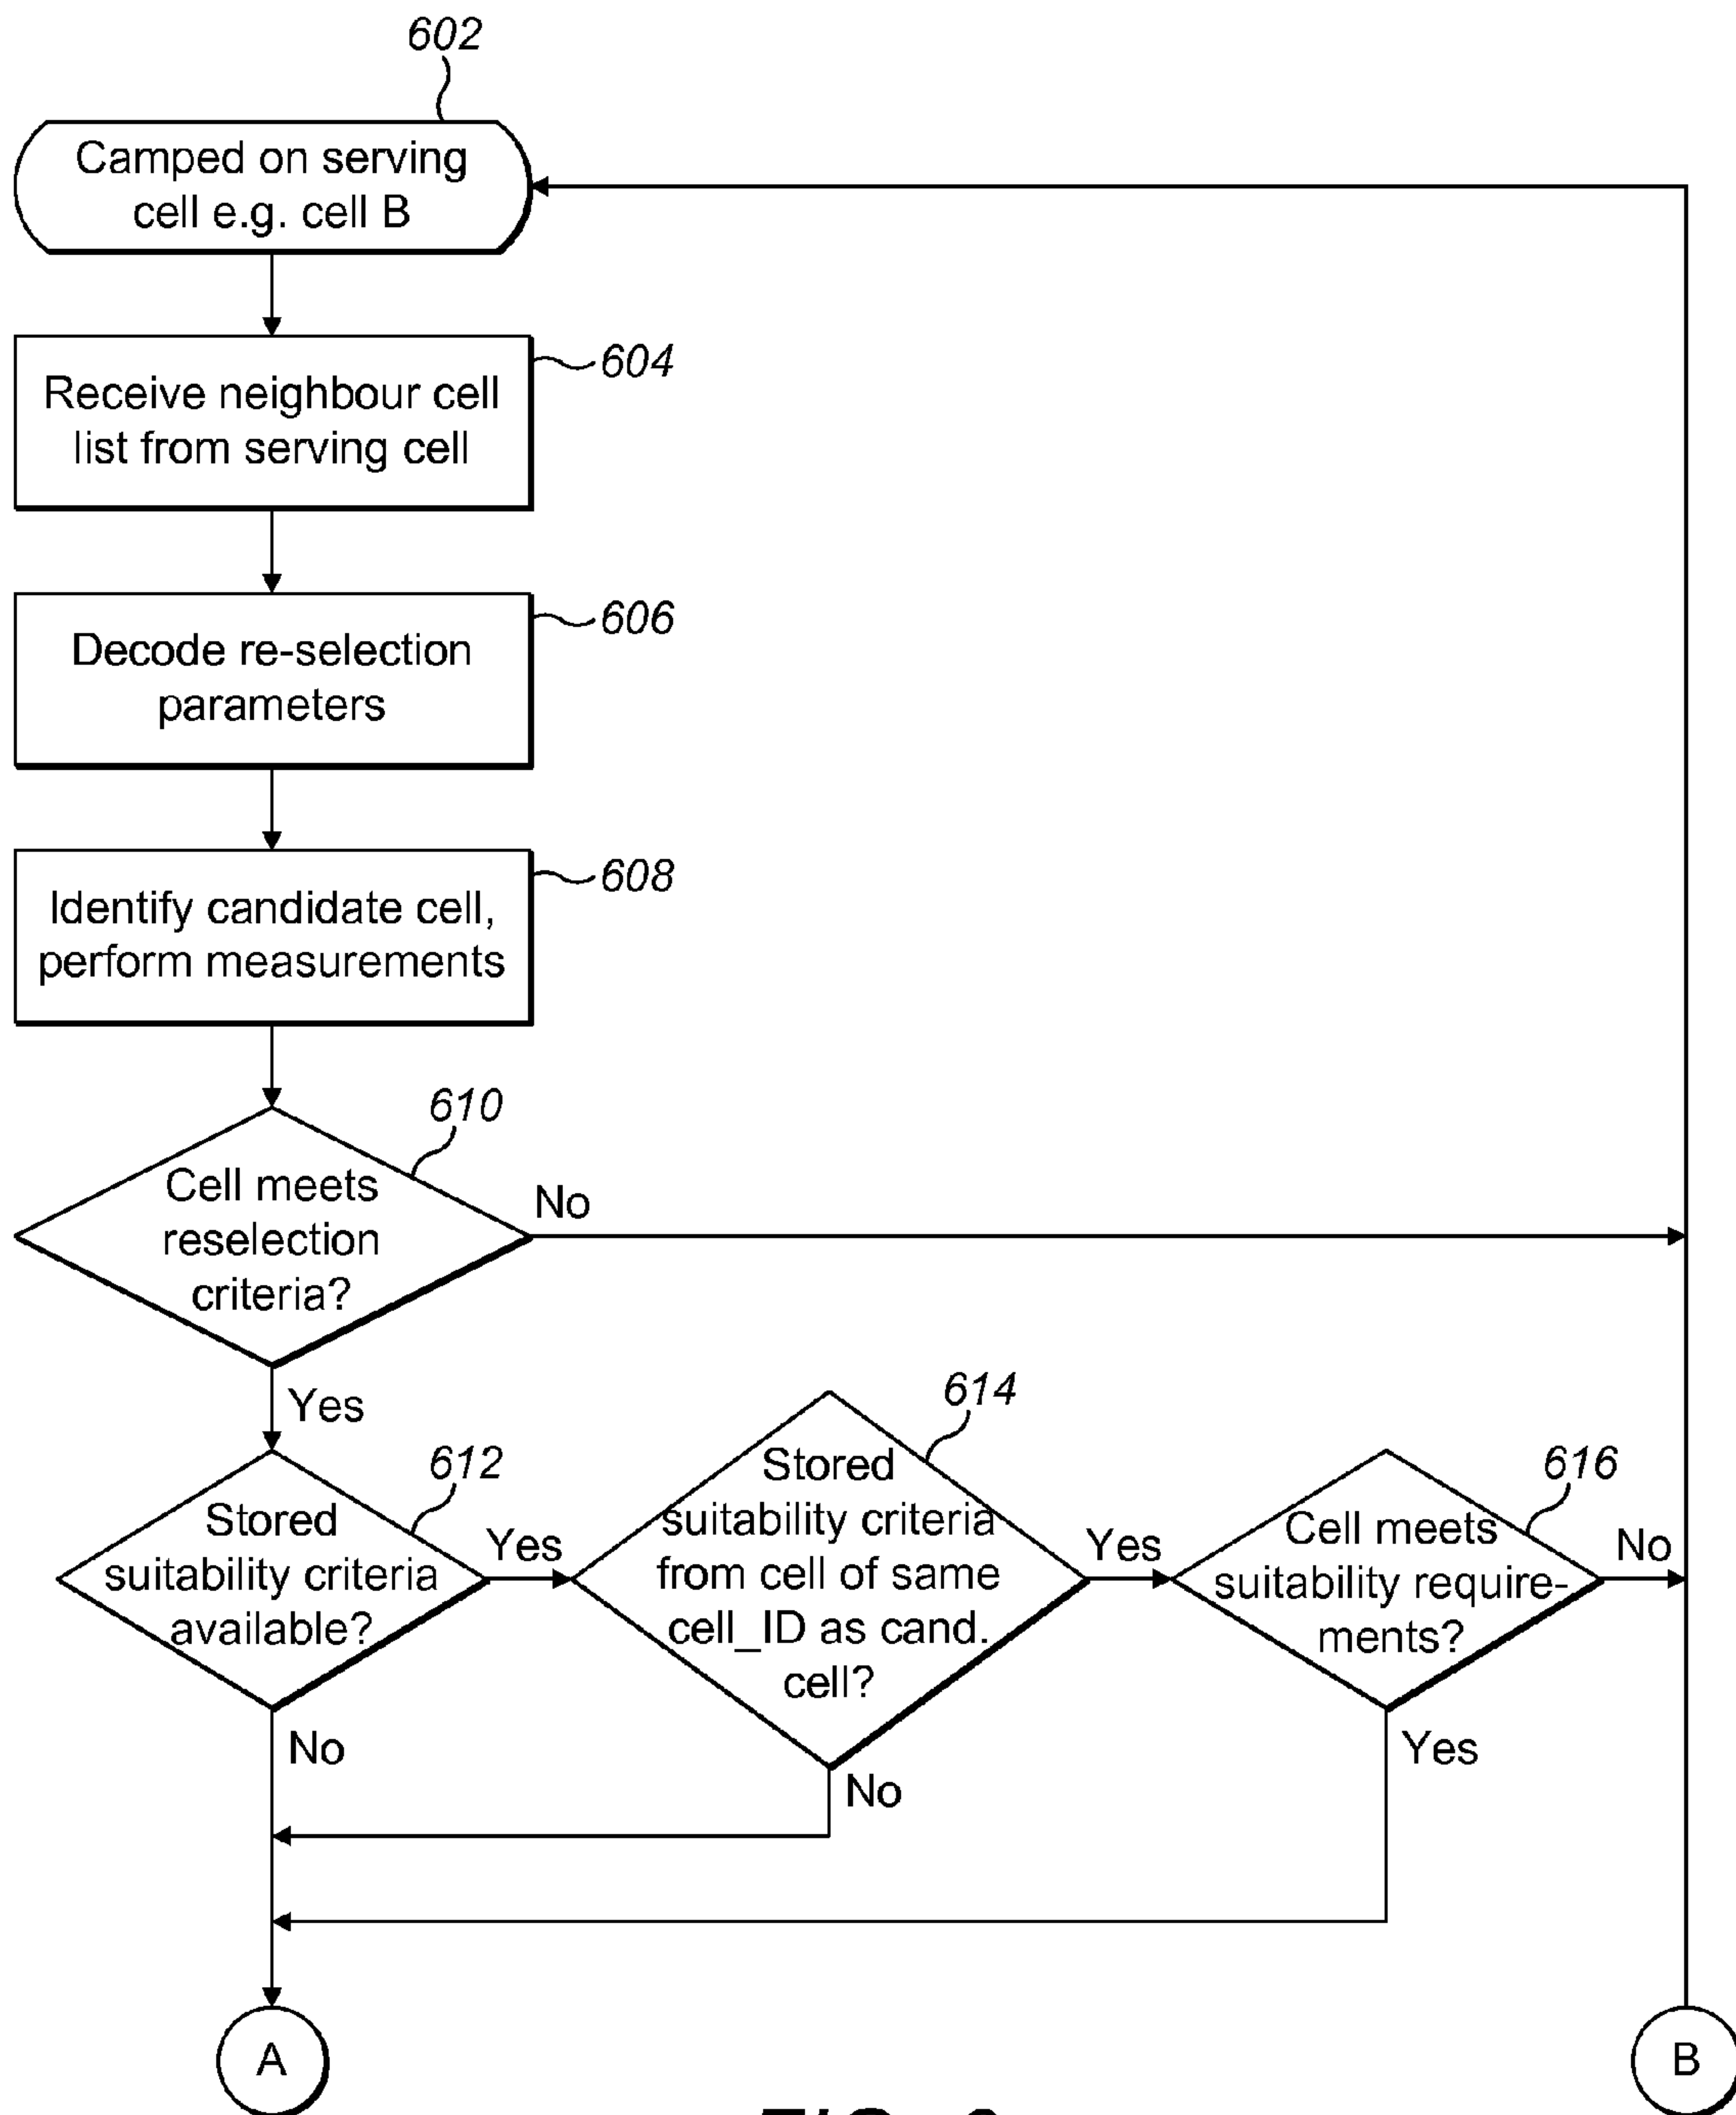 602
Camped on serving
cell e.g. cell B
604
Receive neighbour cell
list from serving cell
606
Decode re-selection
parameters
608
Identify candidate cell,
perform measurements
610
Cell meets
reselection
criteria?
No
Yes
612
Stored
suitability criteria
available?
Yes
No
614
Stored
suitability criteria
from cell of same
cell_ID as cand.
cell?
Yes
No
616
Cell meets
suitability require-
ments?
No
Yes
A
B